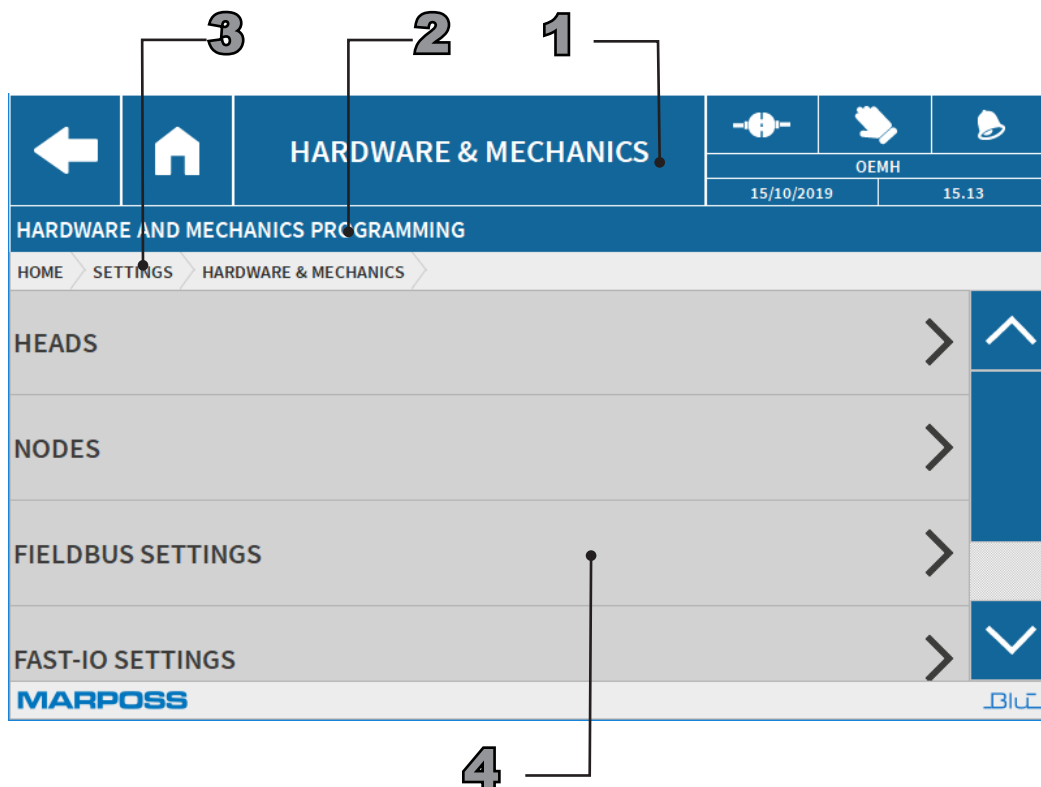 3 2 1
HARDWARE & MECHANICS
OEMH
15/10/2019 15.13
HARDWARE AND MECHANICS PROGRAMMING
HOME SETTINGS HARDWARE & MECHANICS
HEADS
NODES
FIELDBUS SETTINGS
FAST-IO SETTINGS
MARPOSS Blú
4